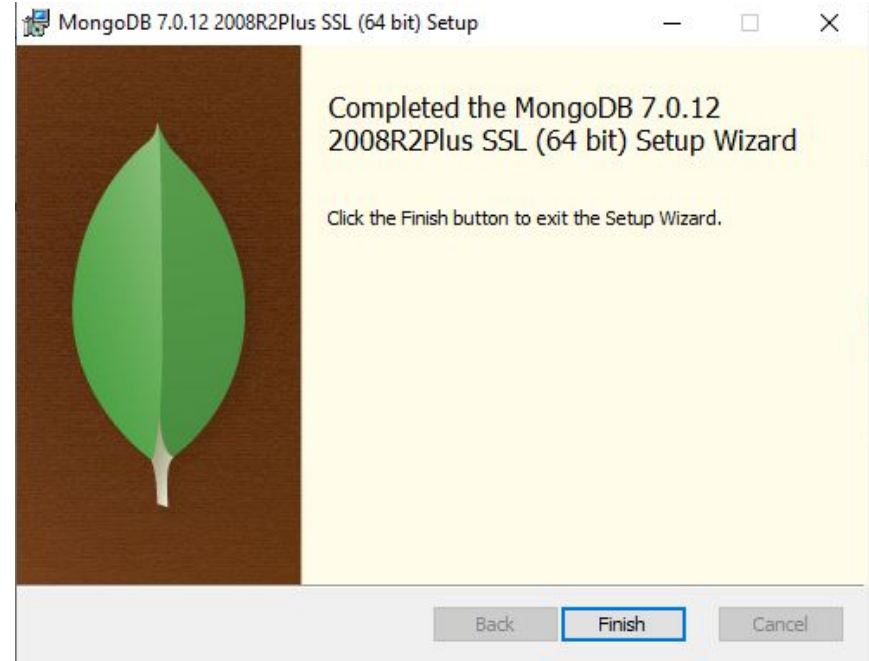 MongoDB 7.0.12 2008R2Plus SSL (64 bit) Setup
Completed the MongoDB 7.0.12
2008R2Plus SSL (64 bit) Setup Wizard
Click the Finish button to exit the Setup Wizard.
Back Finish Cancel